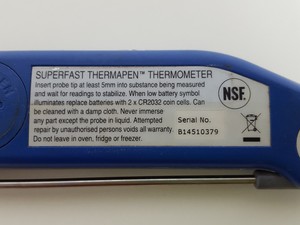 SUPERFAST THERMAPEN™ THERMOMETER
Insert probe tip at least 5mm into substance being measured
and wait for readings to stabilize. When low battery symbol
illuminates replace batteries with 2 x CR2032 coin cells. Can
be cleaned with a damp cloth. Never immerse
any part except the probe in liquid. Attempted
repair by unauthorised persons voids all warranty.
Do not leave in oven, fridge or freezer.
NSF.
Serial No.
B14510379